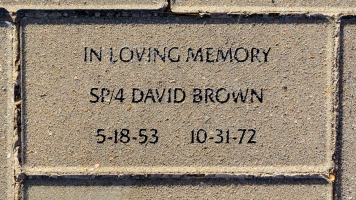 IN LOVING MEMORY
SP/4 DAVID BROWN
5-18-53 10-31-72